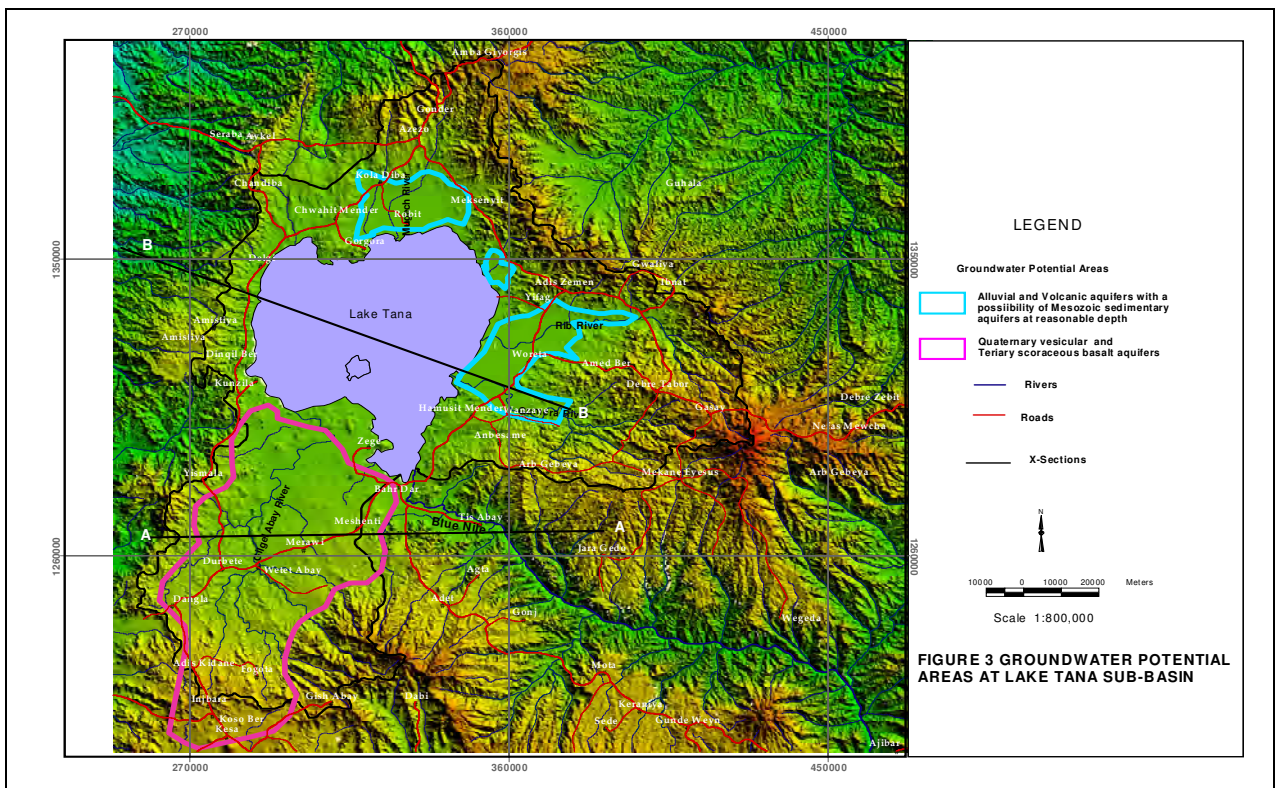 270000
360000
450000
Amba Giyorgis
Gonder
Azezo
Seraba
Aykel
Chandiba
Kola Diba
Guhala
Meksenyit
Chwahit Mender
Robit
Gorgora
B
1350000
1350000
Gwaliya
Adis Zemen
Ibnat
Yifag
Lake Tana
Rib River
Amistiya
Amistiya
Woreta
Dingil Ber
Amed Ber
Kunzila
Debre Tabor
Debre Zebit
Gasay
Hamusit Mender
B
Nefas Mewcha
Anbesame
Zege
Arb Gebeya
Mekane Eyesus
Arb Gebeya
Yismala
Bahr Dar
Tis Abay
Meshenti
Blue Nile
A
A
Merawi
Jara Gedo
1260000
1260000
Durbete
Wetet Abay
Agta
Dangla
Adet
Gonj
Wegeda
Adis Kidane
Mota
Injbara
Gish Abay
Dabi
Keraniya
Koso Ber
Sede
Gunde Weyn
Kesa
Ajibar
270000
360000
450000
LEGEND
Groundwater Potential Areas
Alluvial and Volcanic aquifers with a
possiibility of Mesozoic sedimentary
aquifers at reasonable depth
Quaternary vesicular and
Teriary scoraceous basalt aquifers
Rivers
Roads
X-Sections
N
10000 0 10000 20000 Meters
Scale 1:800,000
FIGURE 3 GROUNDWATER POTENTIAL
AREAS AT LAKE TANA SUB-BASIN